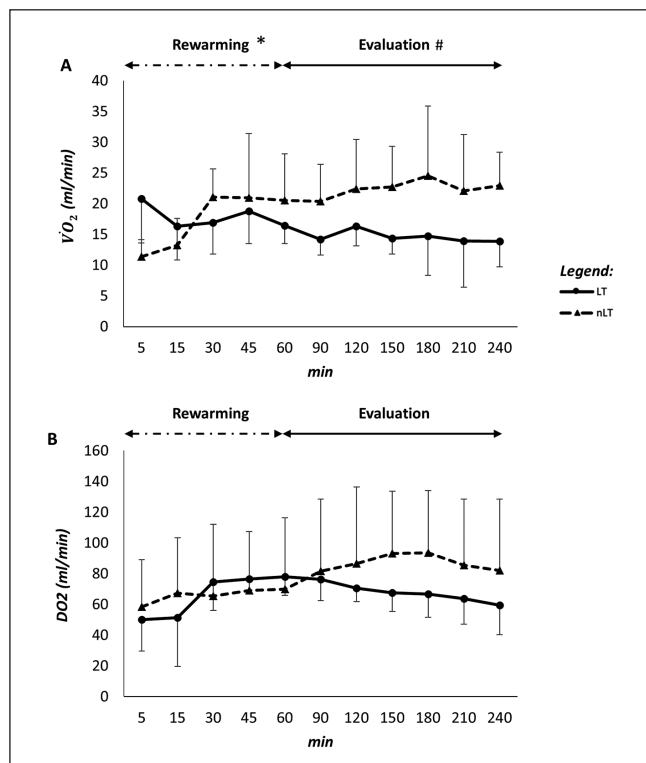 Rewarming * Evaluation #
A
40
35
30
25
20
15
10
5
0
V̇O₂ (ml/min)
5 15 30 45 60 90 120 150 180 210 240
min
Legend:
LT
nLT
Rewarming Evaluation
B
160
140
120
100
80
60
40
20
0
DO2 (ml/min)
5 15 30 45 60 90 120 150 180 210 240
min